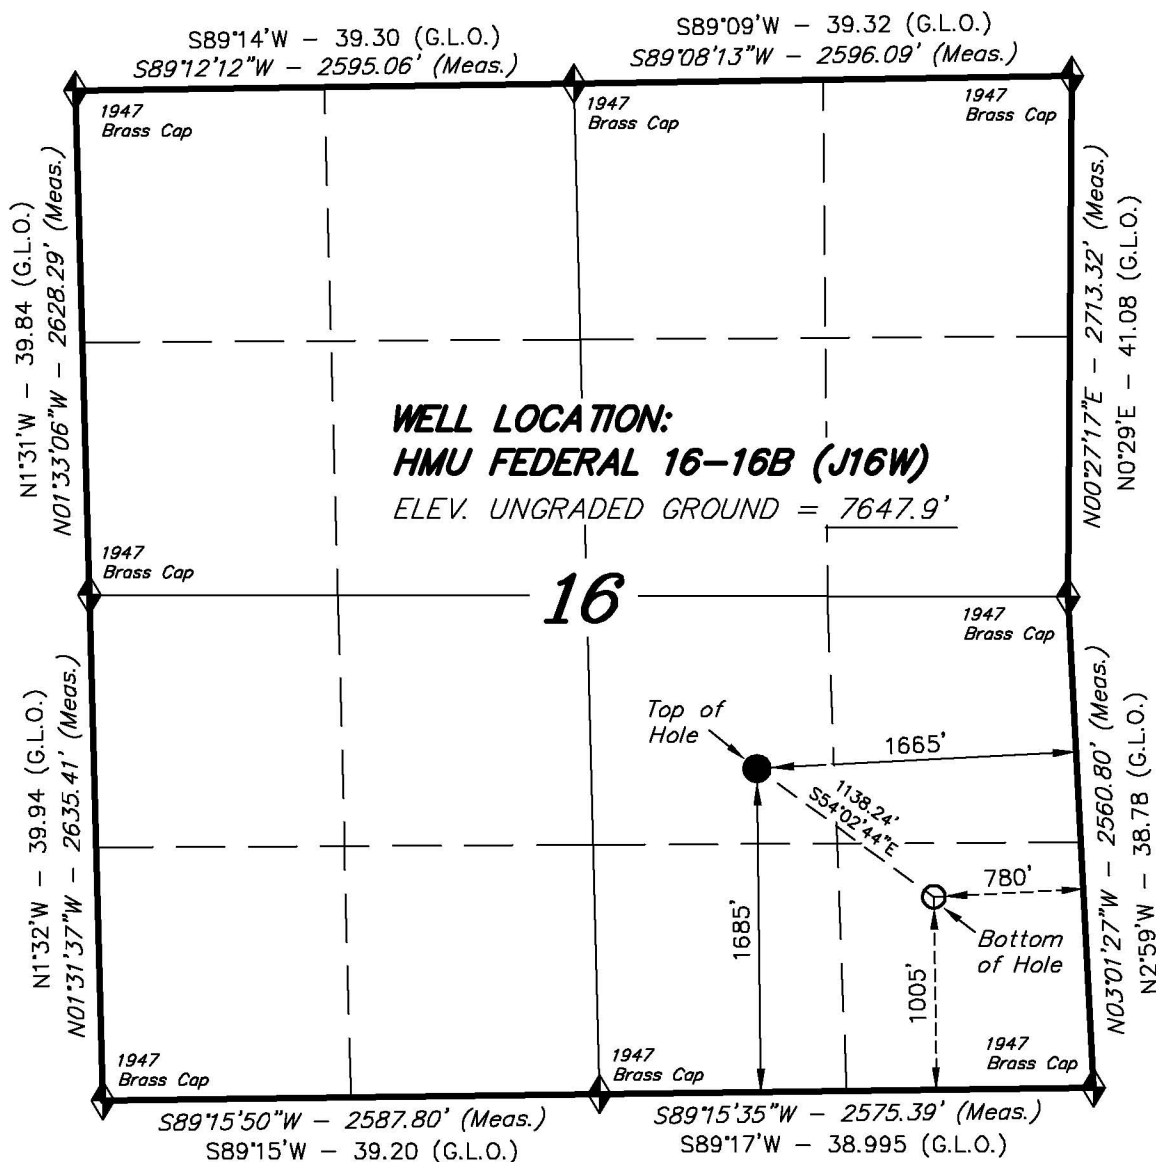 S89°14'W – 39.30 (G.L.O.)
S89°12'12"W – 2595.06' (Meas.)
S89°09'W – 39.32 (G.L.O.)
S89°08'13"W – 2596.09' (Meas.)
1947
Brass Cap
1947
Brass Cap
1947
Brass Cap
N1°31'W – 39.84 (G.L.O.)
N01°33'06"W – 2628.29' (Meas.)
N00°27'17"E – 2713.32' (Meas.)
N0°29'E – 41.08 (G.L.O.)
WELL LOCATION:
HMU FEDERAL 16–16B (J16W)
ELEV. UNGRADED GROUND = 7647.9'
1947
Brass Cap
16
1947
Brass Cap
N1°32'W – 39.94 (G.L.O.)
N01°31'37"W – 2635.41' (Meas.)
Top of
Hole
1665'
1138.24'
S54°02'44"E
780'
1685'
1005'
Bottom
of Hole
N03°01'27"W – 2560.80' (Meas.)
N2°59'W – 38.78 (G.L.O.)
1947
Brass Cap
1947
Brass Cap
1947
Brass Cap
S89°15'50"W – 2587.80' (Meas.)
S89°15'W – 39.20 (G.L.O.)
S89°15'35"W – 2575.39' (Meas.)
S89°17'W – 38.995 (G.L.O.)